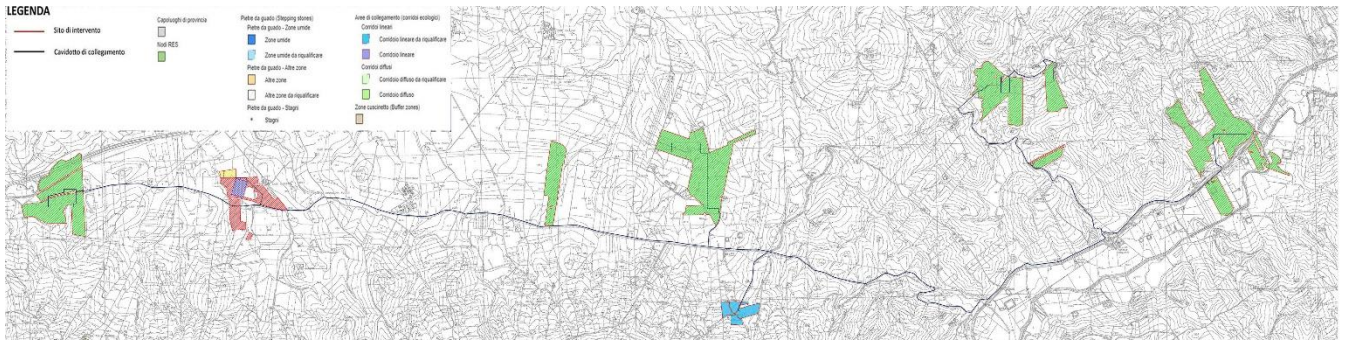 LEGENDA
Sito di intervento
Cavidotto di collegamento
Capoluoghi di provincia
Nodi RES
Pietre da guado (Stepping stones)
Pietre da guado - Zone umide
Zone umide
Zone umide da riqualificare
Pietre da guado - Altre zone
Altre zone
Altre zone da riqualificare
Pietre da guado - Stagni
Stagni
Aree di collegamento (corridoi ecologici)
Corridoi lineari
Corridoio lineare da riqualificare
Corridoio lineare
Corridoi diffusi
Corridoio diffuso da riqualificare
Corridoio diffuso
Zone cuscinetto (Buffer zones)